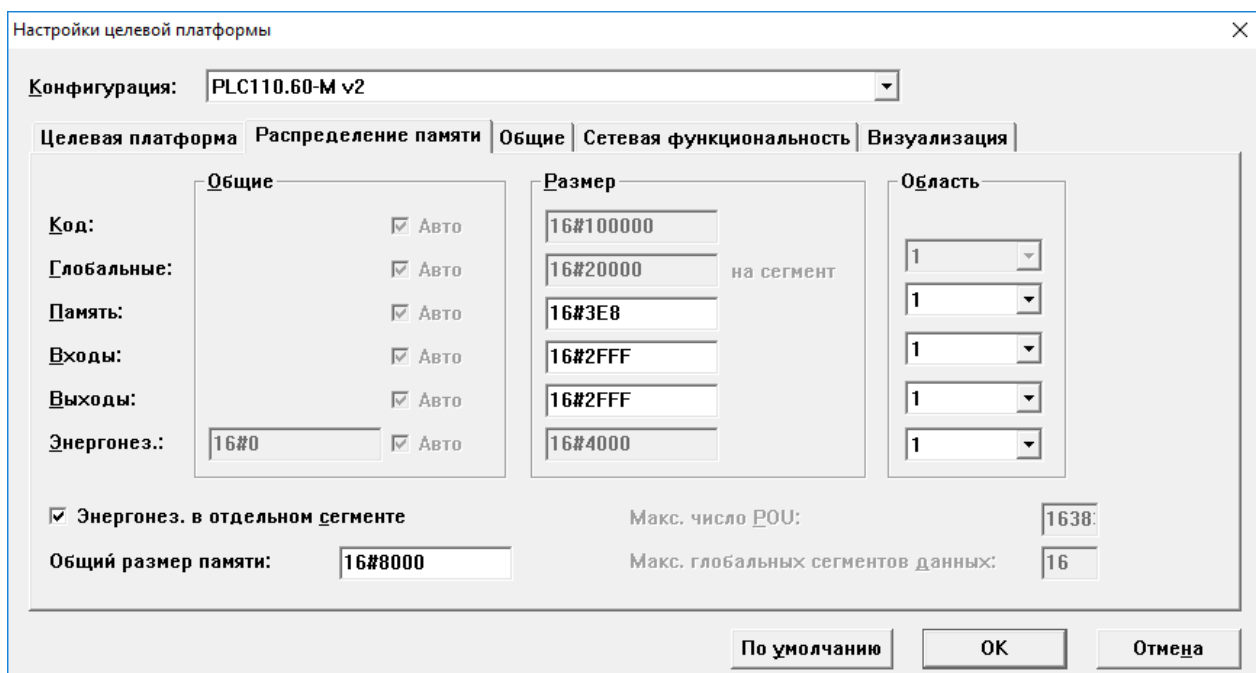 Настройки целевой платформы
Конфигурация: PLC110.60-M v2
Целевая платформа Распределение памяти Общие Сетевая функциональность Визуализация
Общие Размер Область
Код: Авто 16#100000
Глобальные: Авто 16#20000 на сегмент 1
Память: Авто 16#3E8 1
Входы: Авто 16#2FFF 1
Выходы: Авто 16#2FFF 1
Энергонез.: 16#0 Авто 16#4000 1
Энергонез. в отдельном сегменте Макс. число POU: 1638
Общий размер памяти: 16#8000 Макс. глобальных сегментов данных: 16
По умолчанию OK Отмена